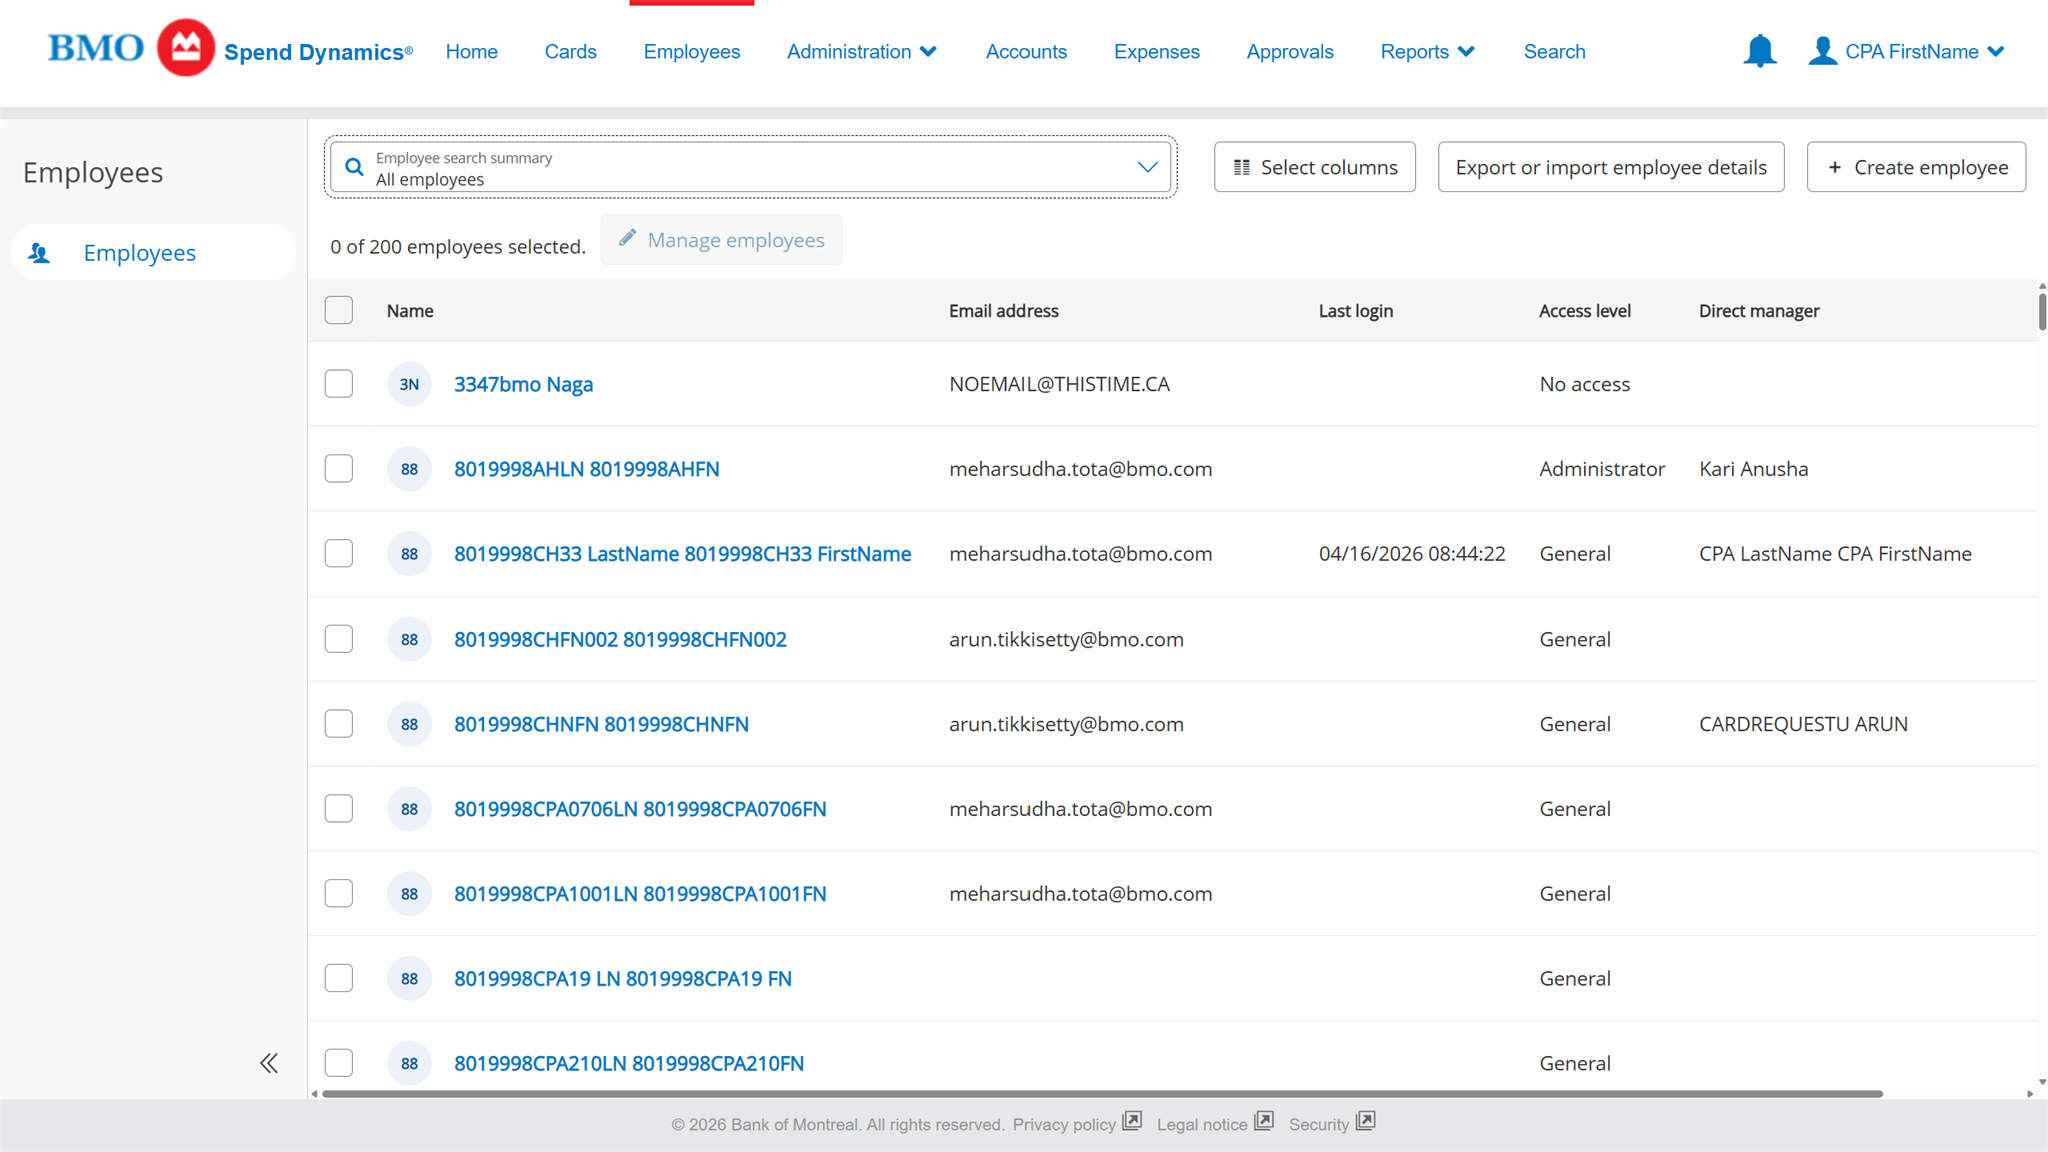 BMO Spend Dynamics® Home Cards Employees Administration Accounts Expenses Approvals Reports Search CPA FirstName
Employees
Employees
Employee search summary
All employees
Select columns
Export or import employee details
+ Create employee
0 of 200 employees selected.
Manage employees
Name Email address Last login Access level Direct manager
3N 3347bmo Naga NOEMAIL@THISTIME.CA No access
88 8019998AHLN 8019998AHFN meharsudha.tota@bmo.com Administrator Kari Anusha
88 8019998CH33 LastName 8019998CH33 FirstName meharsudha.tota@bmo.com 04/16/2026 08:44:22 General CPA LastName CPA FirstName
88 8019998CHFN002 8019998CHFN002 arun.tikkisetty@bmo.com General
88 8019998CHNFN 8019998CHNFN arun.tikkisetty@bmo.com General CARDREQUESTU ARUN
88 8019998CPA0706LN 8019998CPA0706FN meharsudha.tota@bmo.com General
88 8019998CPA1001LN 8019998CPA1001FN meharsudha.tota@bmo.com General
88 8019998CPA19 LN 8019998CPA19 FN General
88 8019998CPA210LN 8019998CPA210FN General
© 2026 Bank of Montreal. All rights reserved. Privacy policy Legal notice Security